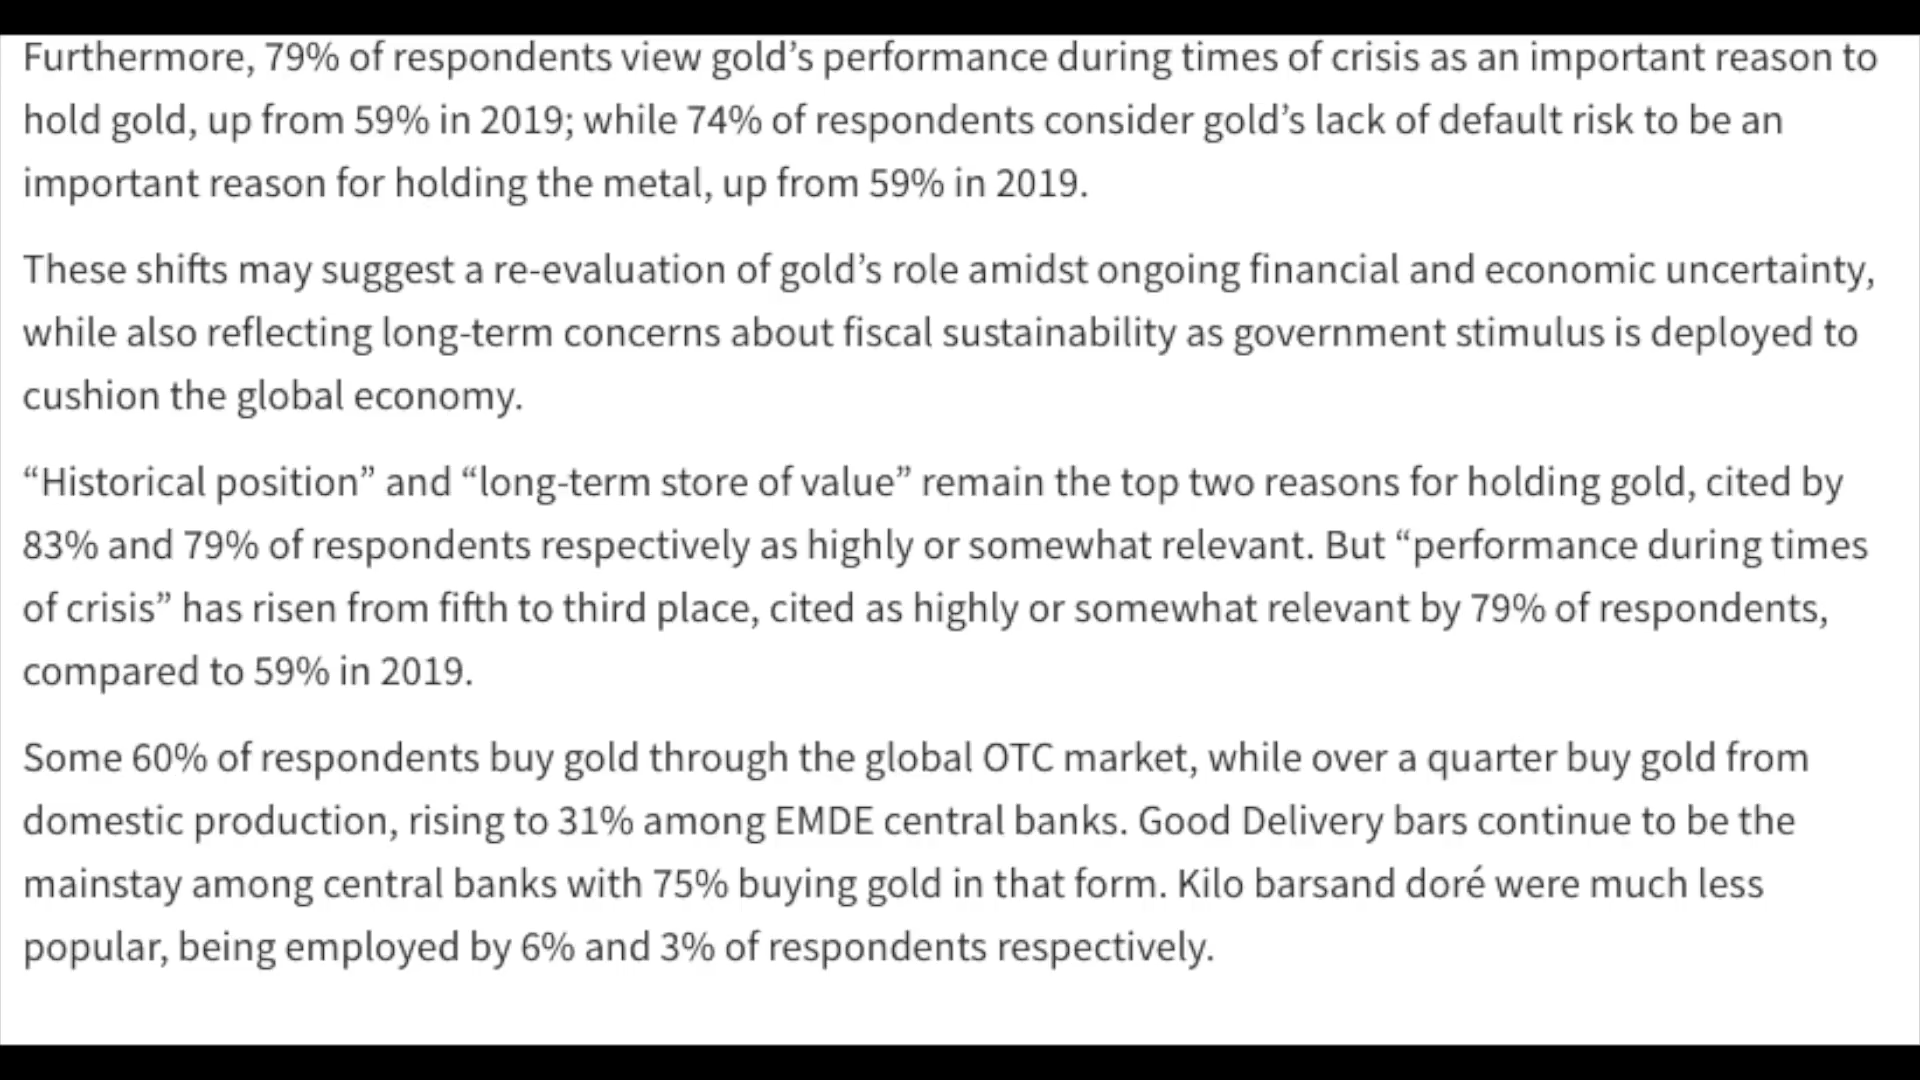 Furthermore, 79% of respondents view gold’s performance during times of crisis as an important reason to
hold gold, up from 59% in 2019; while 74% of respondents consider gold’s lack of default risk to be an
important reason for holding the metal, up from 59% in 2019.
These shifts may suggest a re-evaluation of gold’s role amidst ongoing financial and economic uncertainty,
while also reflecting long-term concerns about fiscal sustainability as government stimulus is deployed to
cushion the global economy.
“Historical position” and “long-term store of value” remain the top two reasons for holding gold, cited by
83% and 79% of respondents respectively as highly or somewhat relevant. But “performance during times
of crisis” has risen from fifth to third place, cited as highly or somewhat relevant by 79% of respondents,
compared to 59% in 2019.
Some 60% of respondents buy gold through the global OTC market, while over a quarter buy gold from
domestic production, rising to 31% among EMDE central banks. Good Delivery bars continue to be the
mainstay among central banks with 75% buying gold in that form. Kilo barsand doré were much less
popular, being employed by 6% and 3% of respondents respectively.